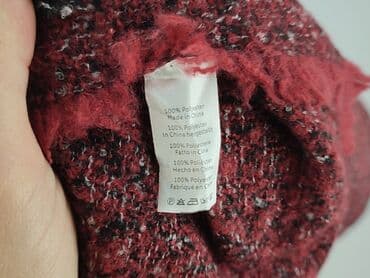 100% Polyester
Made in China
100% Polyester
In China hergestellt
100% Poliestere
Fatto in Cina
100% Poliéster
Hecho en China
100% Polyester
Fabriqué en Chine